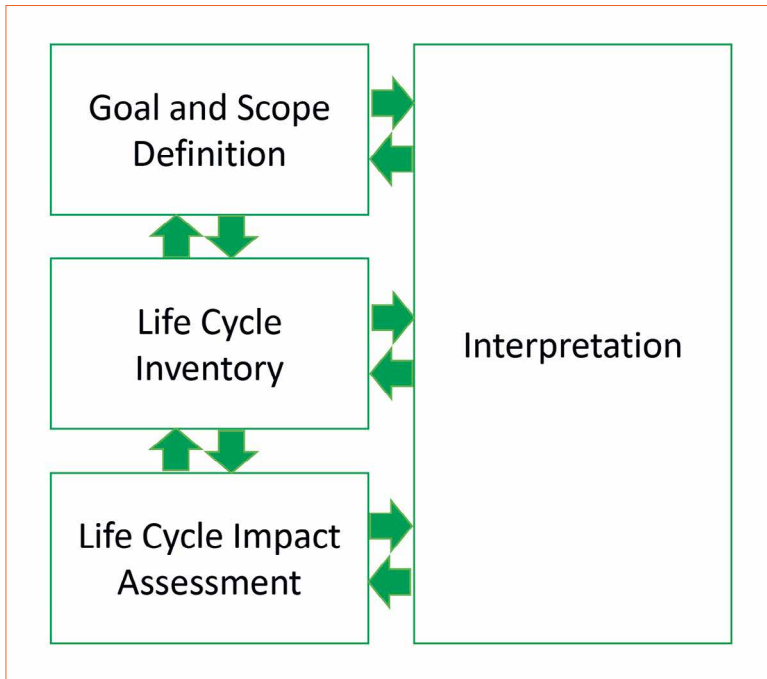 Goal and Scope
Definition
Life Cycle
Inventory
Life Cycle Impact
Assessment
Interpretation